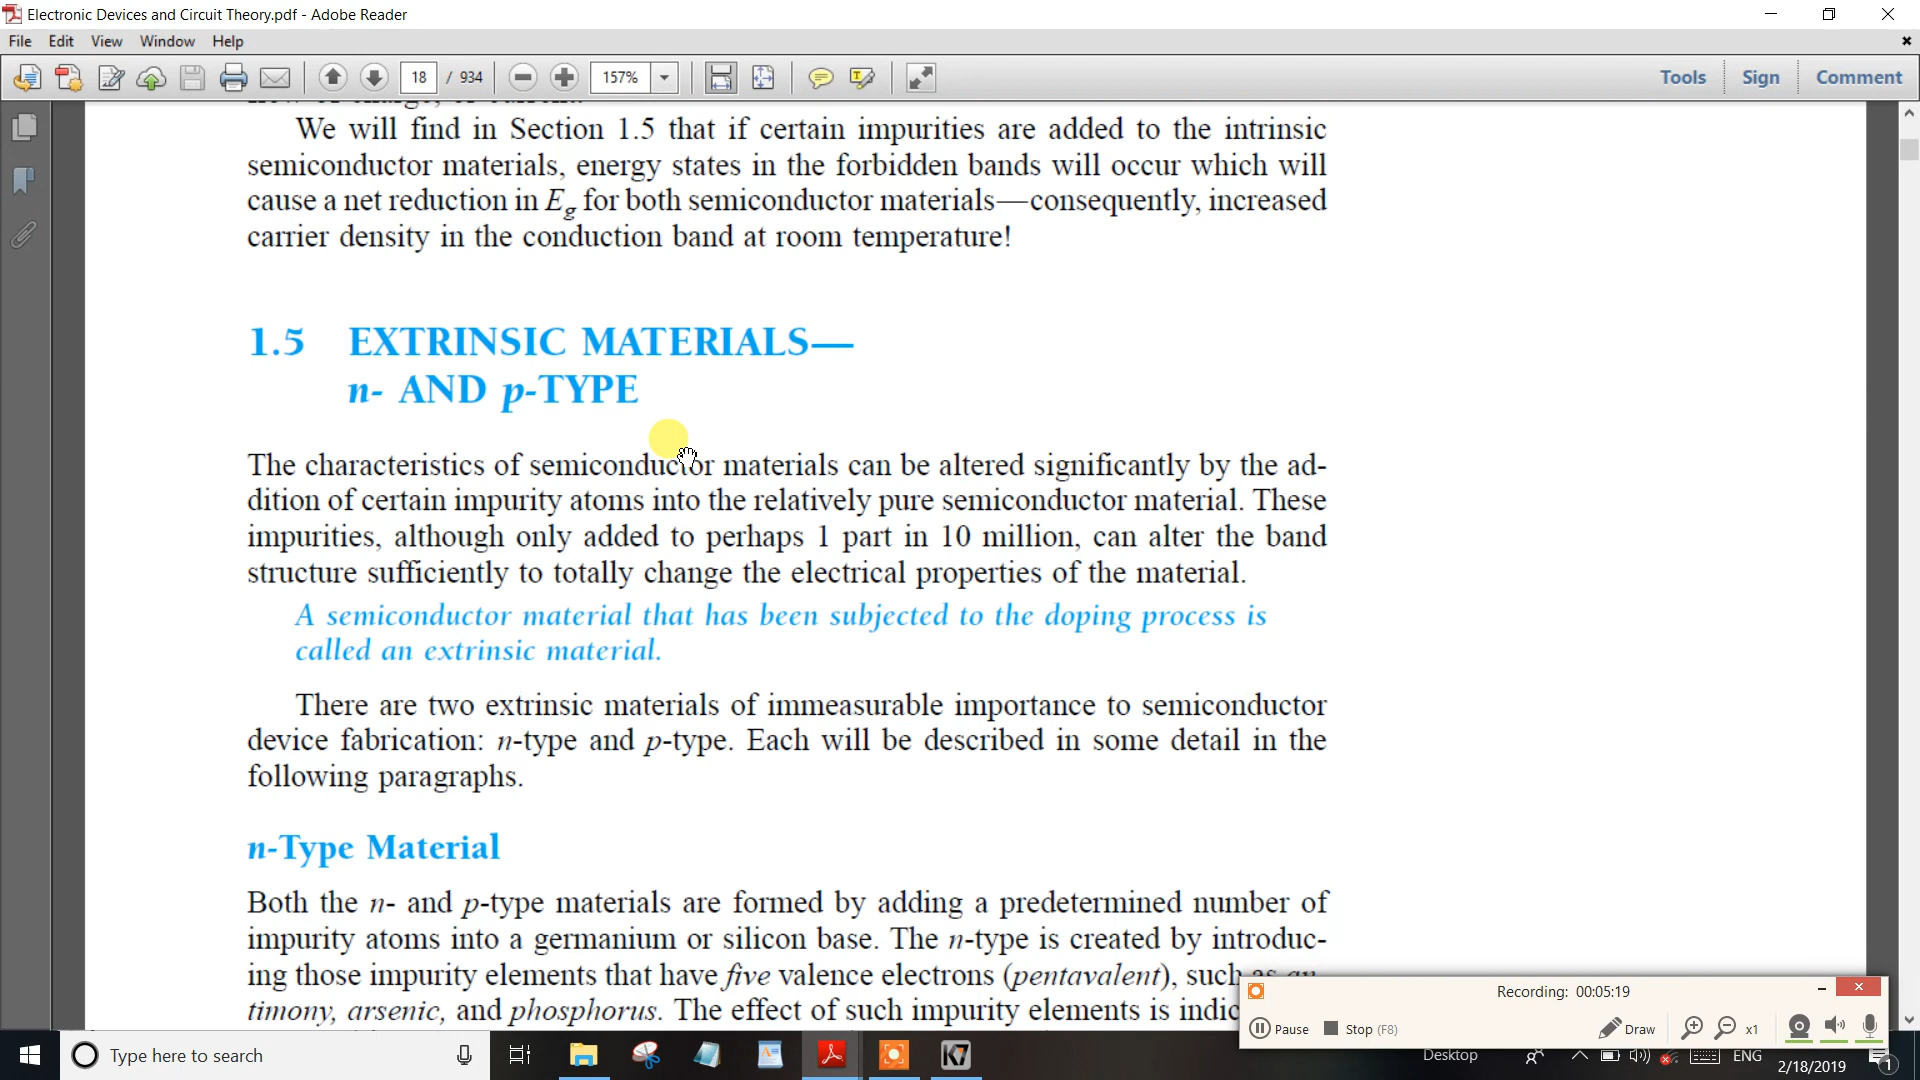 Electronic Devices and Circuit Theory.pdf - Adobe Reader
File Edit View Window Help
18 / 934 157% Tools Sign Comment
We will find in Section 1.5 that if certain impurities are added to the intrinsic
semiconductor materials, energy states in the forbidden bands will occur which will
cause a net reduction in Eg for both semiconductor materials—consequently, increased
carrier density in the conduction band at room temperature!
1.5 EXTRINSIC MATERIALS—
n- AND p-TYPE
The characteristics of semiconductor materials can be altered significantly by the ad-
dition of certain impurity atoms into the relatively pure semiconductor material. These
impurities, although only added to perhaps 1 part in 10 million, can alter the band
structure sufficiently to totally change the electrical properties of the material.
A semiconductor material that has been subjected to the doping process is
called an extrinsic material.
There are two extrinsic materials of immeasurable importance to semiconductor
device fabrication: n-type and p-type. Each will be described in some detail in the
following paragraphs.
n-Type Material
Both the n- and p-type materials are formed by adding a predetermined number of
impurity atoms into a germanium or silicon base. The n-type is created by introduc-
ing those impurity elements that have five valence electrons (pentavalent), such as an-
timony, arsenic, and phosphorus. The effect of such impurity elements is indic
Recording: 00:05:19
Pause Stop (F8) Draw x1
Type here to search
K7
Desktop
ENG
2/18/2019
1